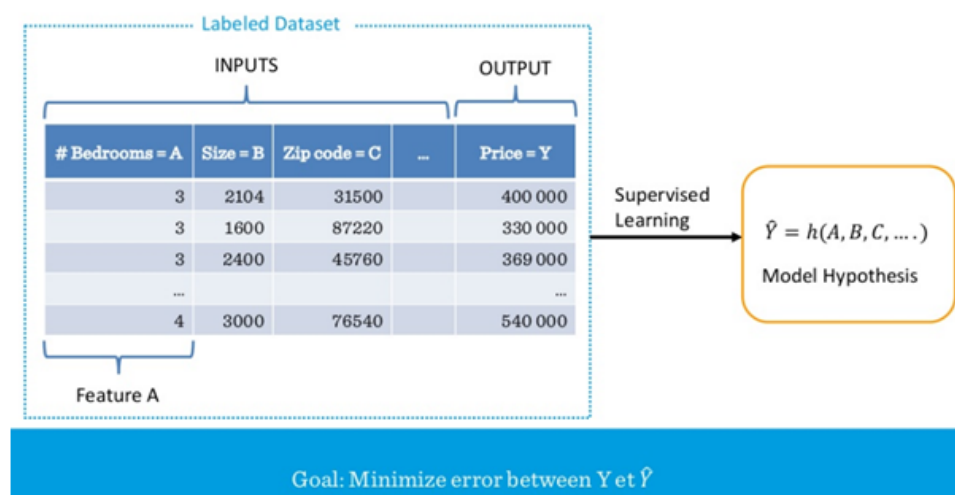 Labeled Dataset
INPUTS
OUTPUT
# Bedrooms = A Size = B Zip code = C ... Price = Y
3 2104 31500 400 000
3 1600 87220 330 000
3 2400 45760 369 000
... ...
4 3000 76540 540 000
Feature A
Supervised
Learning
Ŷ = h(A, B, C, ... .)
Model Hypothesis
Goal: Minimize error between Y et Ŷ